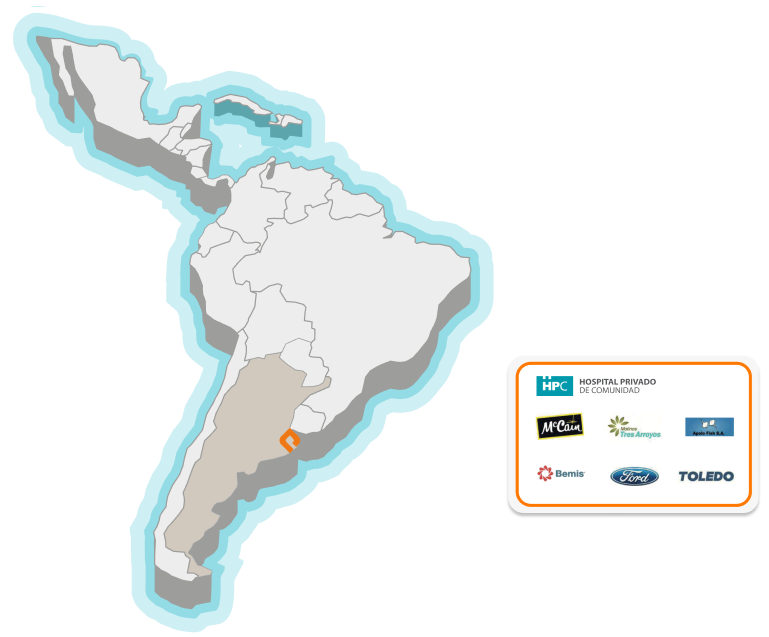 HPC HOSPITAL PRIVADO
DE COMUNIDAD
McCain
Molinos
Tres Arroyos
Apolo Fish S.A.
Bemis
Ford
TOLEDO